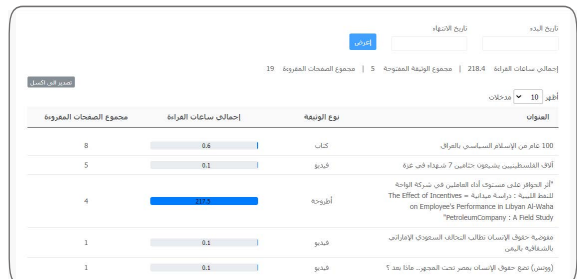 تاريخ البدء
تاريخ الانتهاء
إعرض
إجمالي ساعات القراءة 218.4 | مجموع الوثيقة المفتوحة 5 | مجموع الصفحات المقروءة 19
تصدير الى اكسل
أظهر 10 مدخلات
العنوان نوع الوثيقة إجمالي ساعات القراءة مجموع الصفحات المقروءة
100 عام من الإسلام السياسي بالعراق كتاب 0.6 8
آلاف الفلسطينيين يشيعون جثامين 7 شهداء في غزة فيديو 0.1 5
"أثر الحوافز على مستوى أداء العاملين في شركة الواحة
للنفط الليبية : دراسة ميدانية = The Effect of Incentives
on Employee's Performance in Libyan Al-Waha
PetroleumCompany : A Field Study"
أطروحة 217.5 4
مفوضية حقوق الإنسان تطالب التحالف السعودي الإماراتي
بالشفافية باليمن
فيديو 0.1 1
(ووتش) تضع حقوق الإنسان بمصر تحت المجهر.. ماذا بعد ؟ فيديو 0.1 1